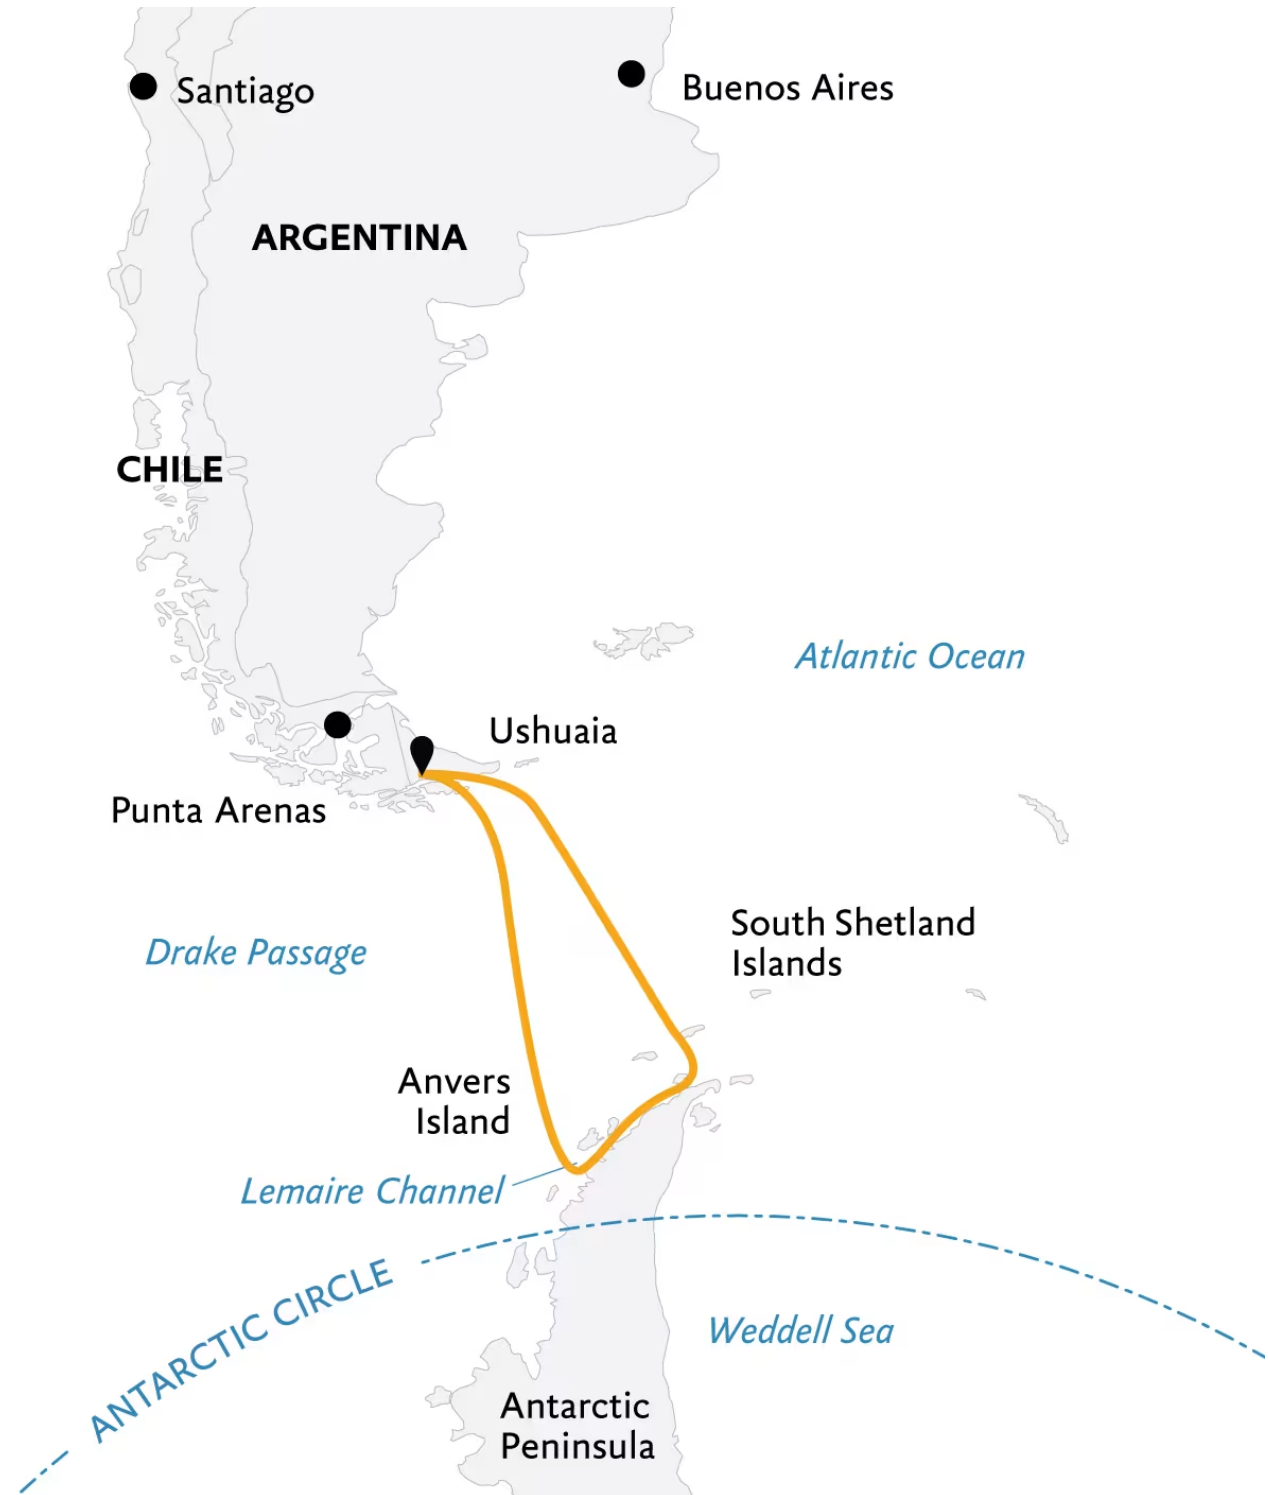 Santiago
Buenos Aires
ARGENTINA
CHILE
Atlantic Ocean
Ushuaia
Punta Arenas
South Shetland
Islands
Drake Passage
Anvers
Island
Lemaire Channel
ANTARCTIC CIRCLE
Weddell Sea
Antarctic
Peninsula